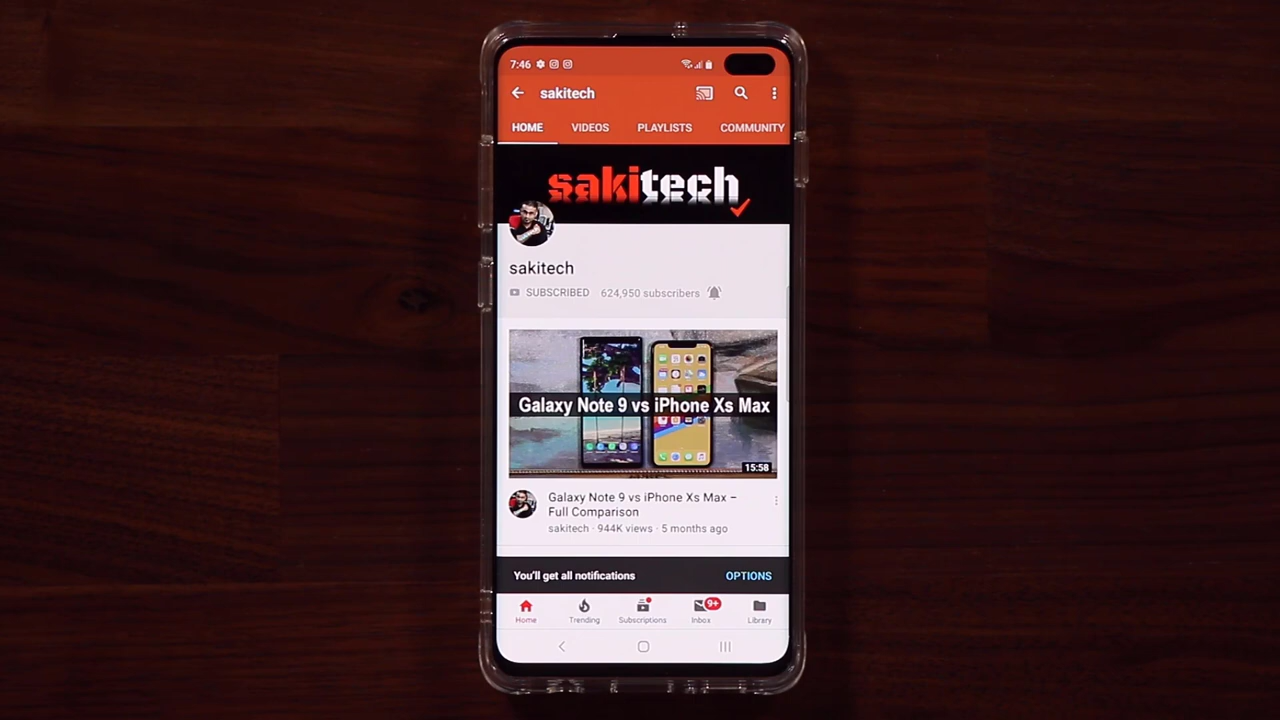 7:46
sakitech
HOME VIDEOS PLAYLISTS COMMUNITY
sakitech
sakitech
SUBSCRIBED 624,950 subscribers
Galaxy Note 9 vs iPhone Xs Max
15:58
Galaxy Note 9 vs iPhone Xs Max –
Full Comparison
sakitech · 944K views · 5 months ago
You'll get all notifications OPTIONS
9+
Home Trending Subscriptions Inbox Library